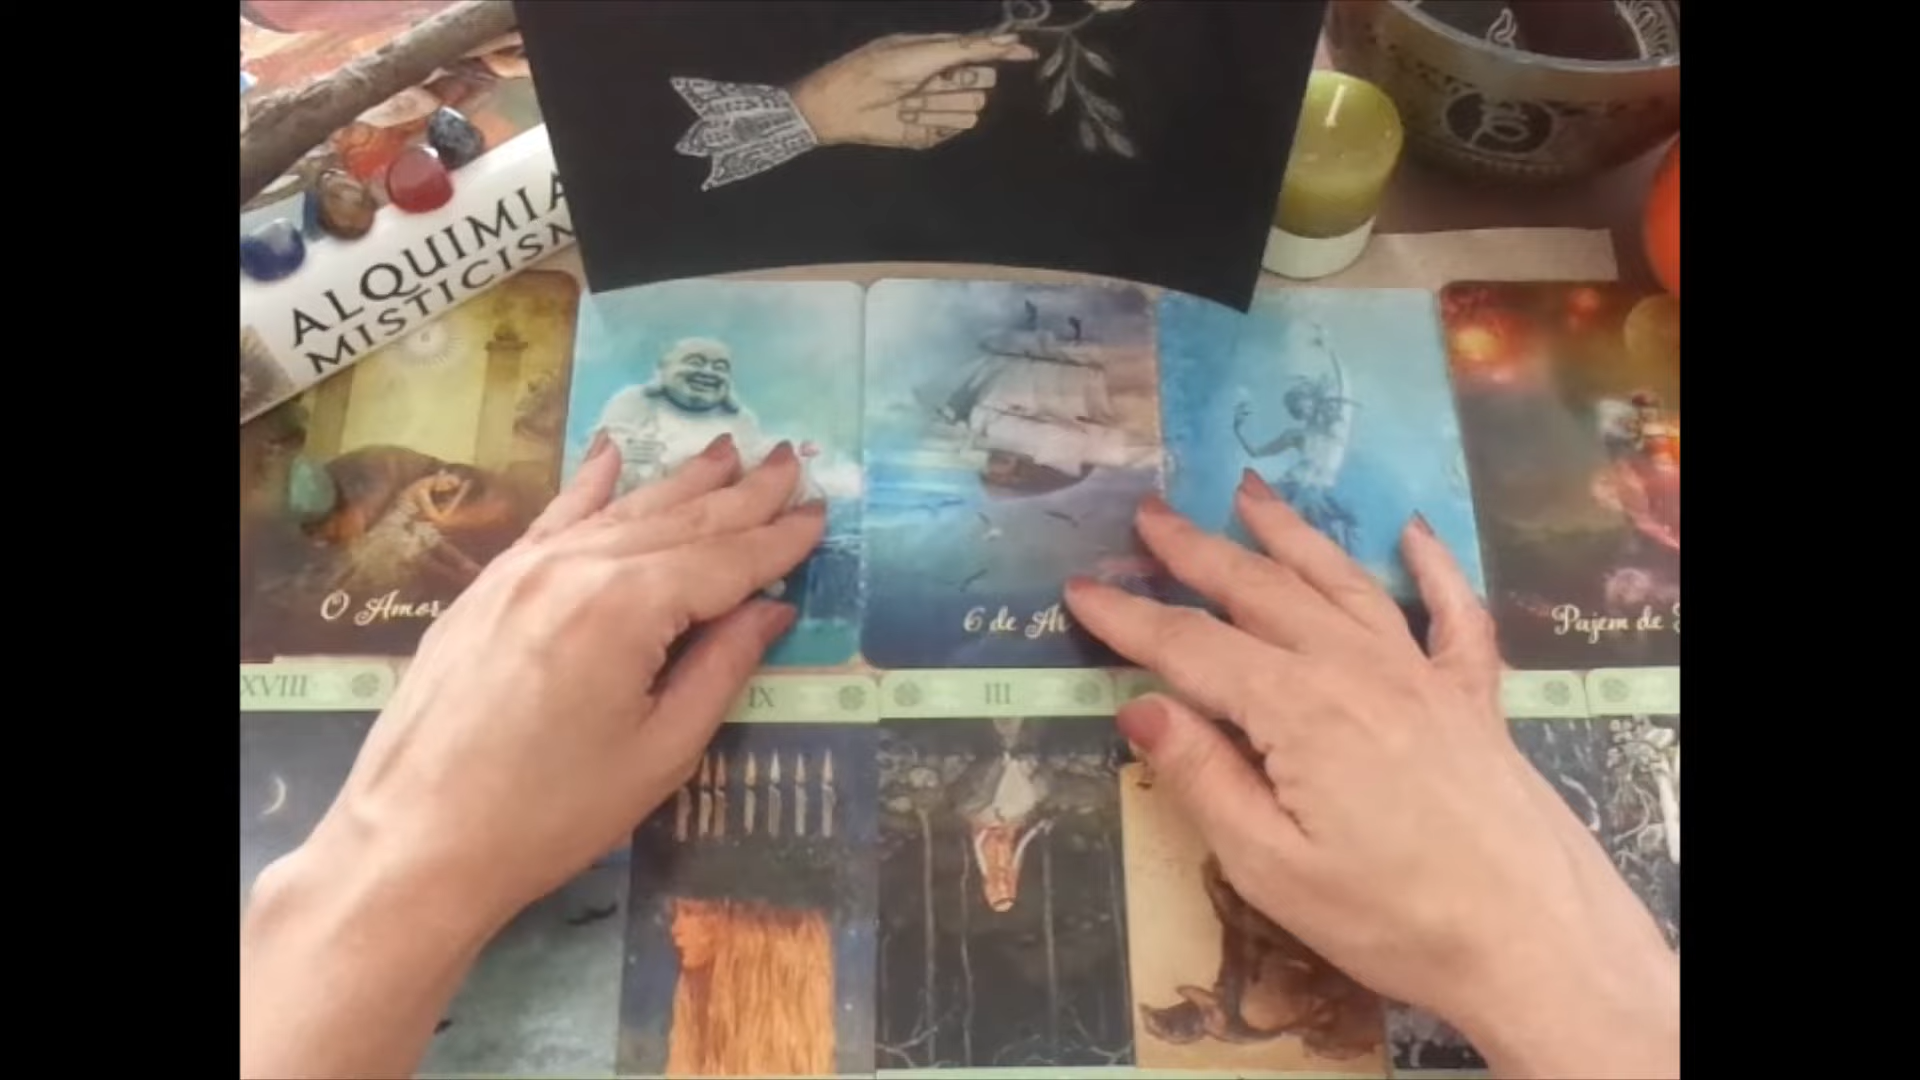 ALQUIMIA
MISTICISM
O Amor
6 de Ar
Pajem de
XVIII
IX
III